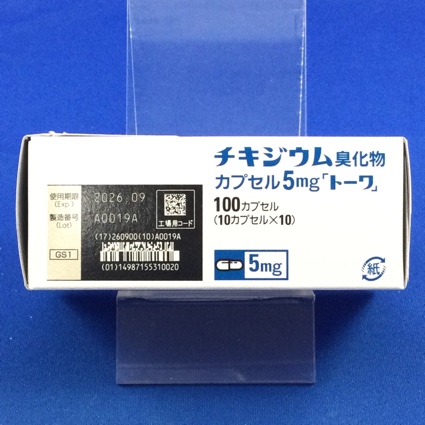 チキジウム臭化物
カプセル5mg「トーワ」
100カプセル
(10カプセル×10)
5mg
紙
使用期限
(Exp.)
2026.09
製造番号
(Lot)
A0019A
工場用コード
(17)260900(10)A0019A
GS1
(01)14987155310020